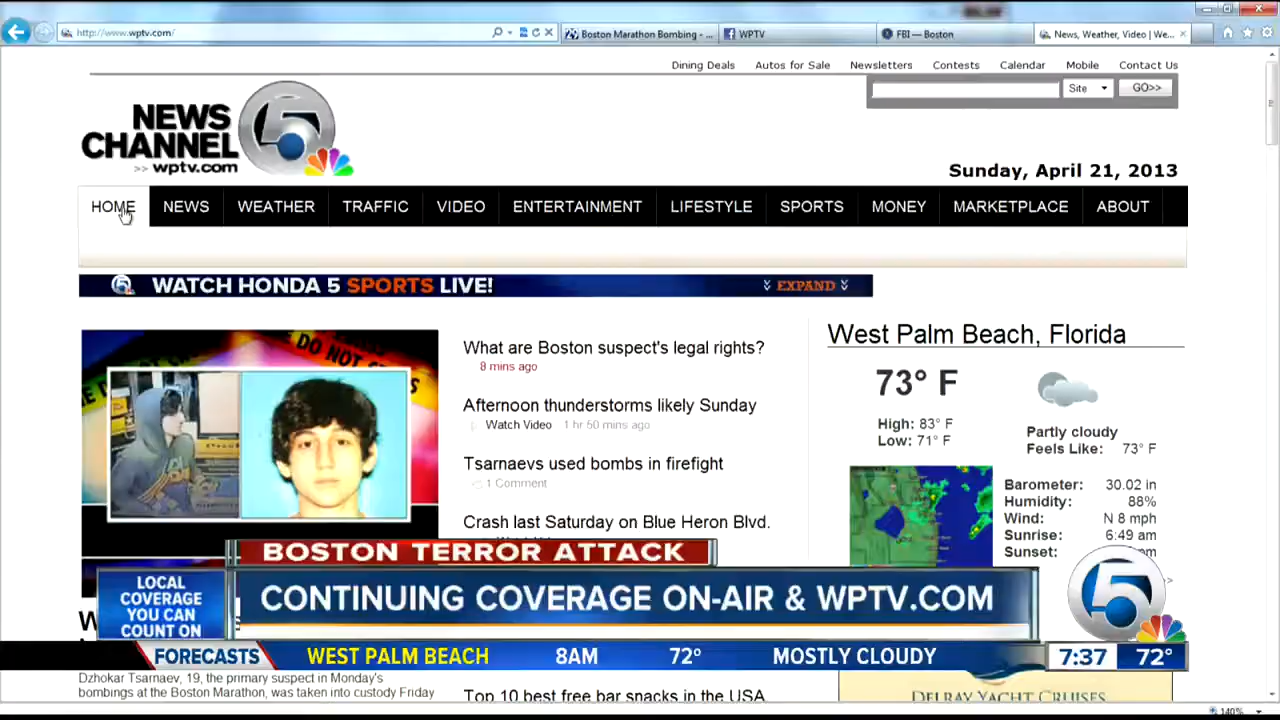 http://www.wptv.com/
Boston Marathon Bombing - ...
WPTV
FBI — Boston
News, Weather, Video | We...
Dining Deals Autos for Sale Newsletters Contests Calendar Mobile Contact Us
Site GO>>
NEWS
CHANNEL 5
>> wptv.com
Sunday, April 21, 2013
HOME NEWS WEATHER TRAFFIC VIDEO ENTERTAINMENT LIFESTYLE SPORTS MONEY MARKETPLACE ABOUT
5 WATCH HONDA 5 SPORTS LIVE! EXPAND
DO NOT
What are Boston suspect's legal rights?
8 mins ago
Afternoon thunderstorms likely Sunday
Watch Video 1 hr 50 mins ago
Tsarnaevs used bombs in firefight
1 Comment
Crash last Saturday on Blue Heron Blvd.
West Palm Beach, Florida
73° F
High: 83° F
Low: 71° F
Partly cloudy
Feels Like: 73° F
Barometer: 30.02 in
Humidity: 88%
Wind: N 8 mph
Sunrise: 6:49 am
Sunset: pm
BOSTON TERROR ATTACK
LOCAL
COVERAGE
YOU CAN
COUNT ON
CONTINUING COVERAGE ON-AIR & WPTV.COM
5
FORECASTS WEST PALM BEACH 8AM 72° MOSTLY CLOUDY 7:37 72°
Dzhokar Tsarnaev, 19, the primary suspect in Monday's
bombings at the Boston Marathon, was taken into custody Friday
Top 10 best free bar snacks in the USA
DELRAY YACHT CRUISES
140%